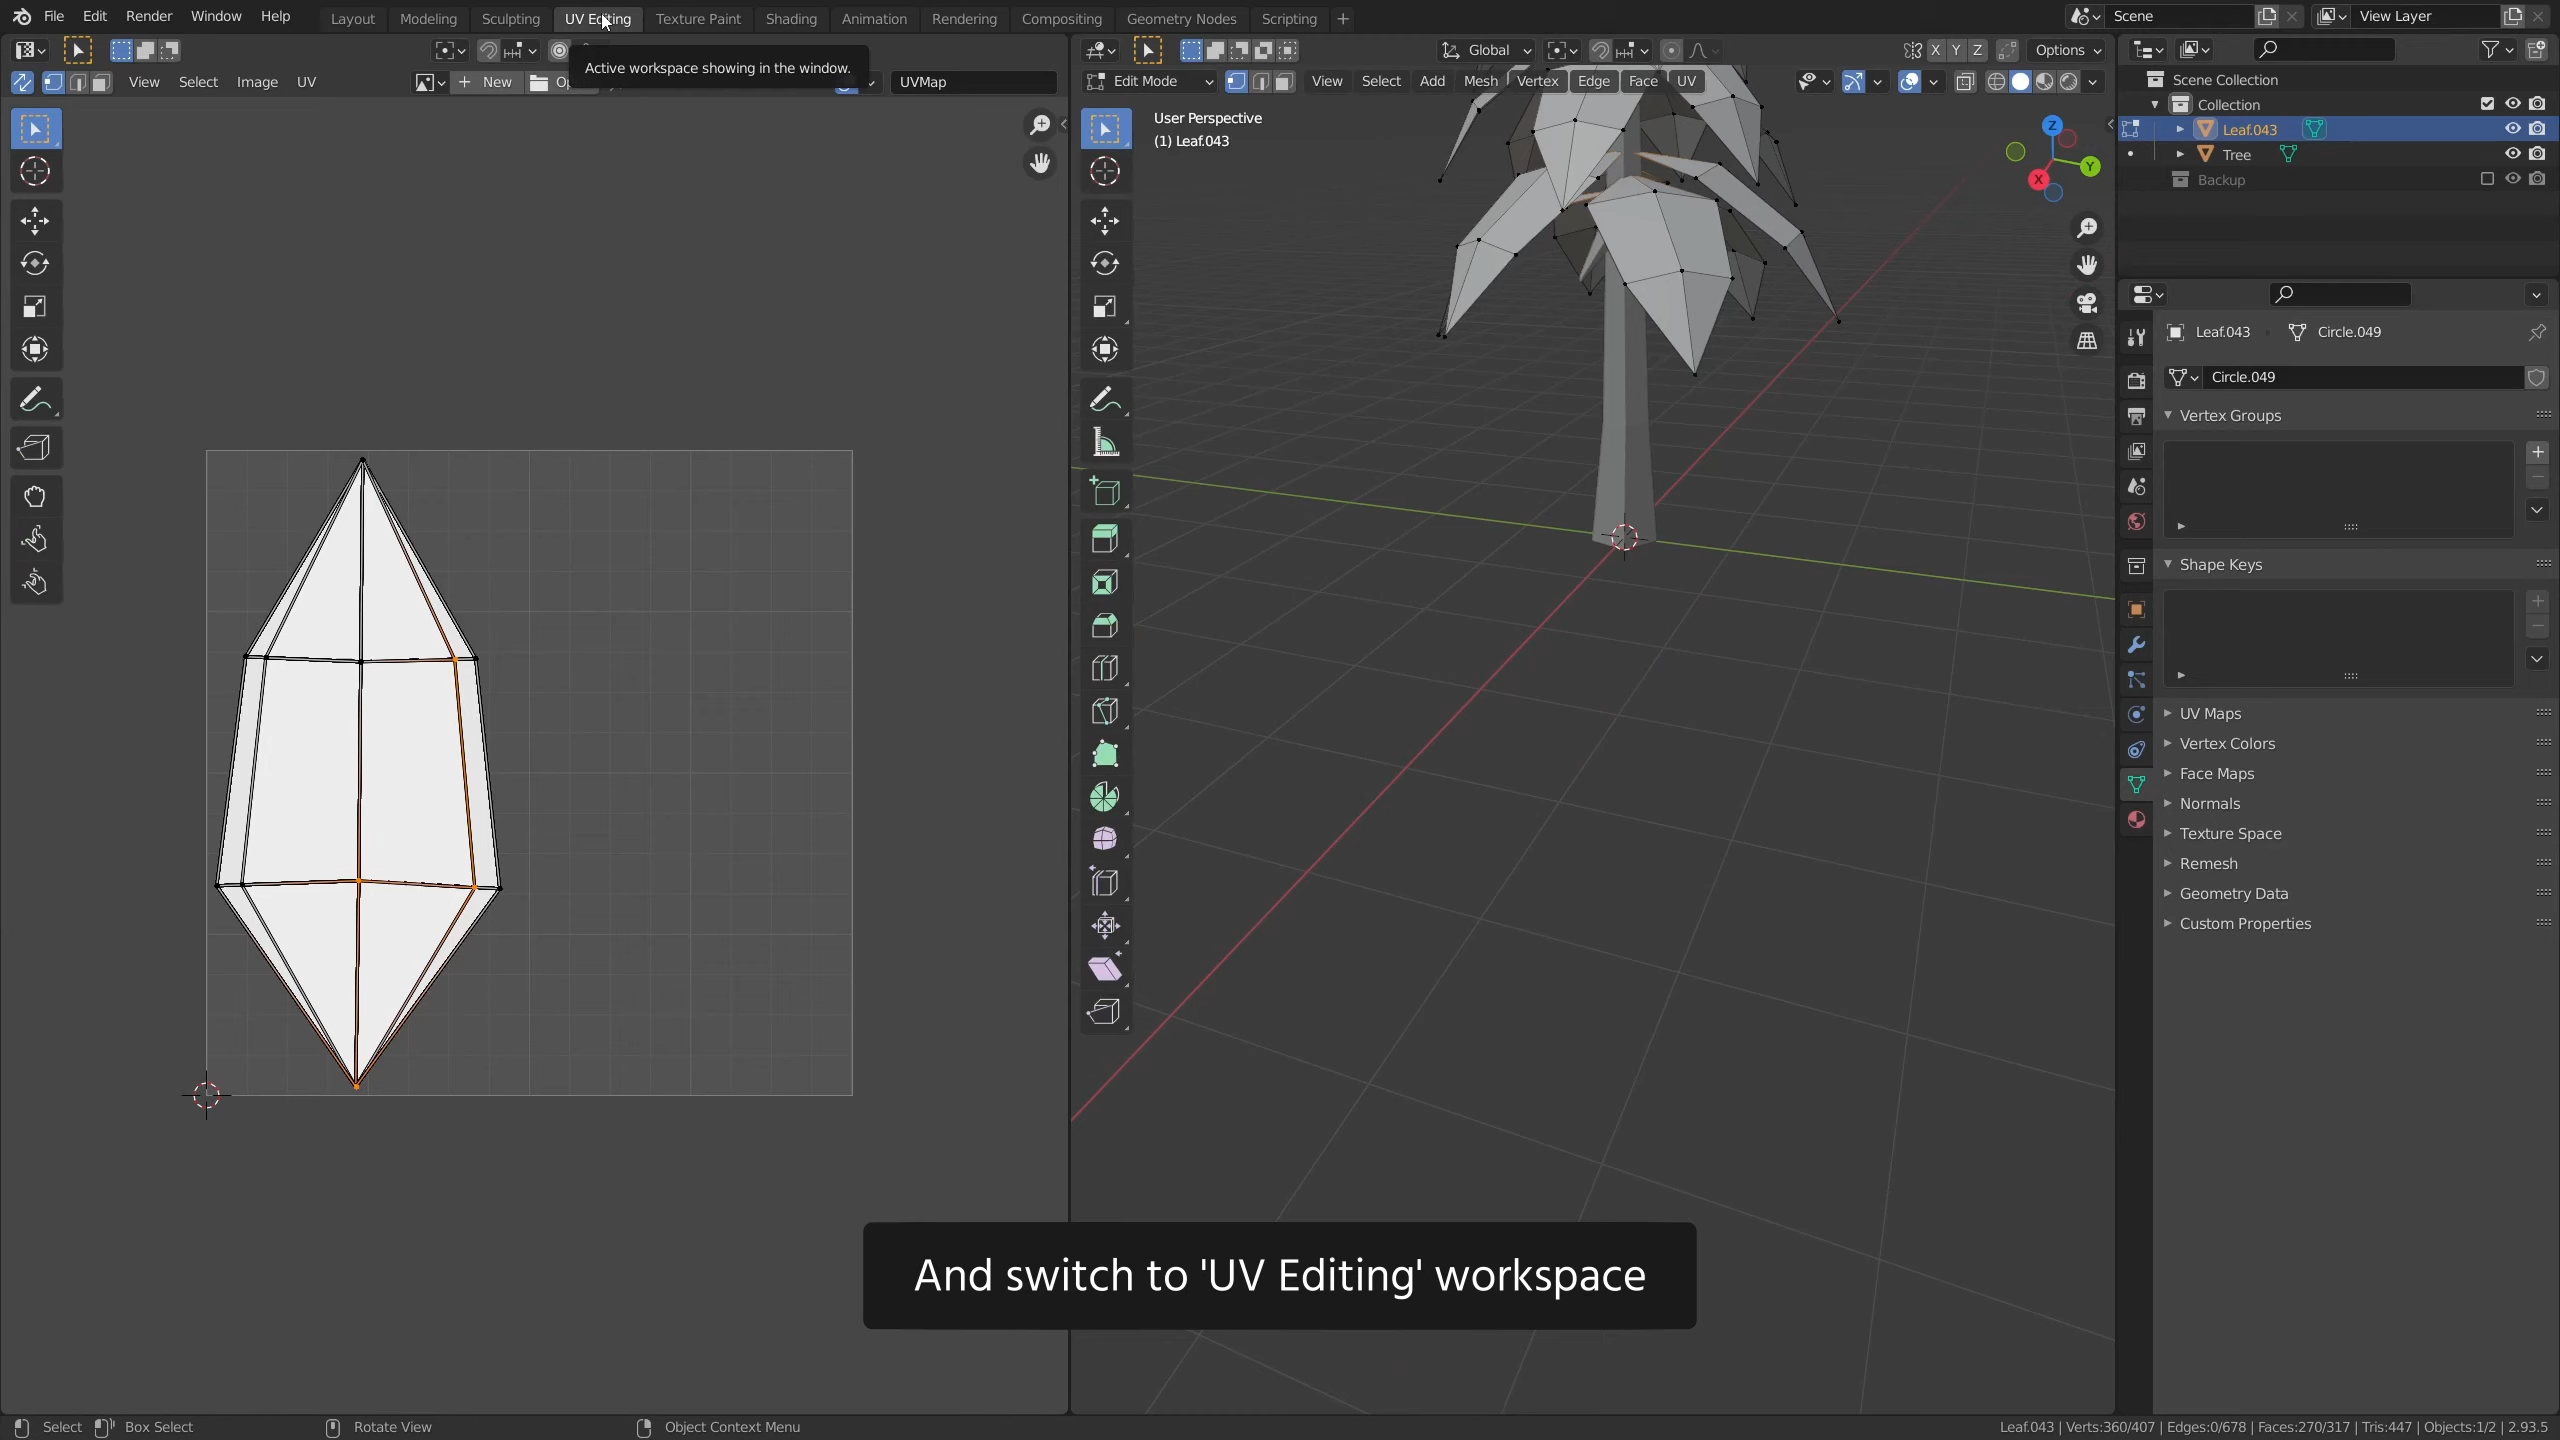 File Edit Render Window Help Layout Modeling Sculpting UV Editing Texture Paint Shading Animation Rendering Compositing Geometry Nodes Scripting + Scene View Layer
Active workspace showing in the window.
Global X Y Z Options
View Select Image UV New UVMap
Edit Mode View Select Add Mesh Vertex Edge Face UV
User Perspective
(1) Leaf.043
Z
Y
X
Scene Collection
Collection
Leaf.043
Tree
Backup
Leaf.043 Circle.049
Circle.049
Vertex Groups
Shape Keys
UV Maps
Vertex Colors
Face Maps
Normals
Texture Space
Remesh
Geometry Data
Custom Properties
And switch to 'UV Editing' workspace
Select Box Select Rotate View Object Context Menu Leaf.043 | Verts:360/407 | Edges:0/678 | Faces:270/317 | Tris:447 | Objects:1/2 | 2.93.5